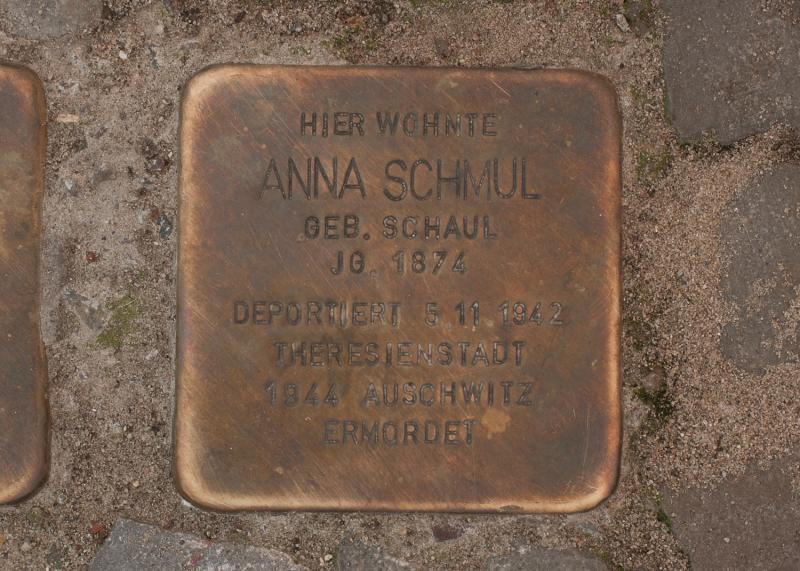 HIER WOHNTE
ANNA SCHMUL
GEB. SCHAUL
JG. 1874
DEPORTIERT 5.11.1942
THERESIENSTADT
1944 AUSCHWITZ
ERMORDET